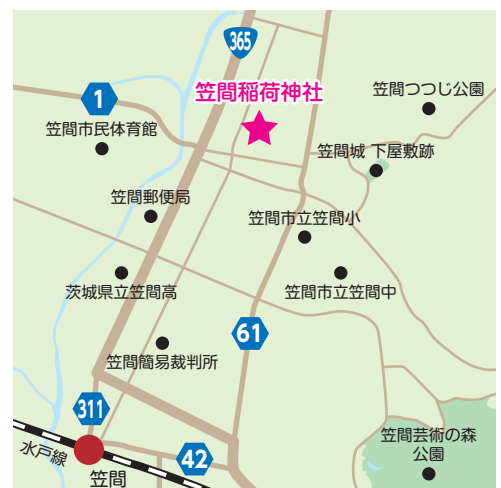 365
笠間稲荷神社
笠間つつじ公園
1
笠間市民体育館
笠間城 下屋敷跡
笠間郵便局
笠間市立笠間小
茨城県立笠間高
笠間市立笠間中
61
笠間簡易裁判所
311
水戸線
42
笠間
笠間芸術の森
公園